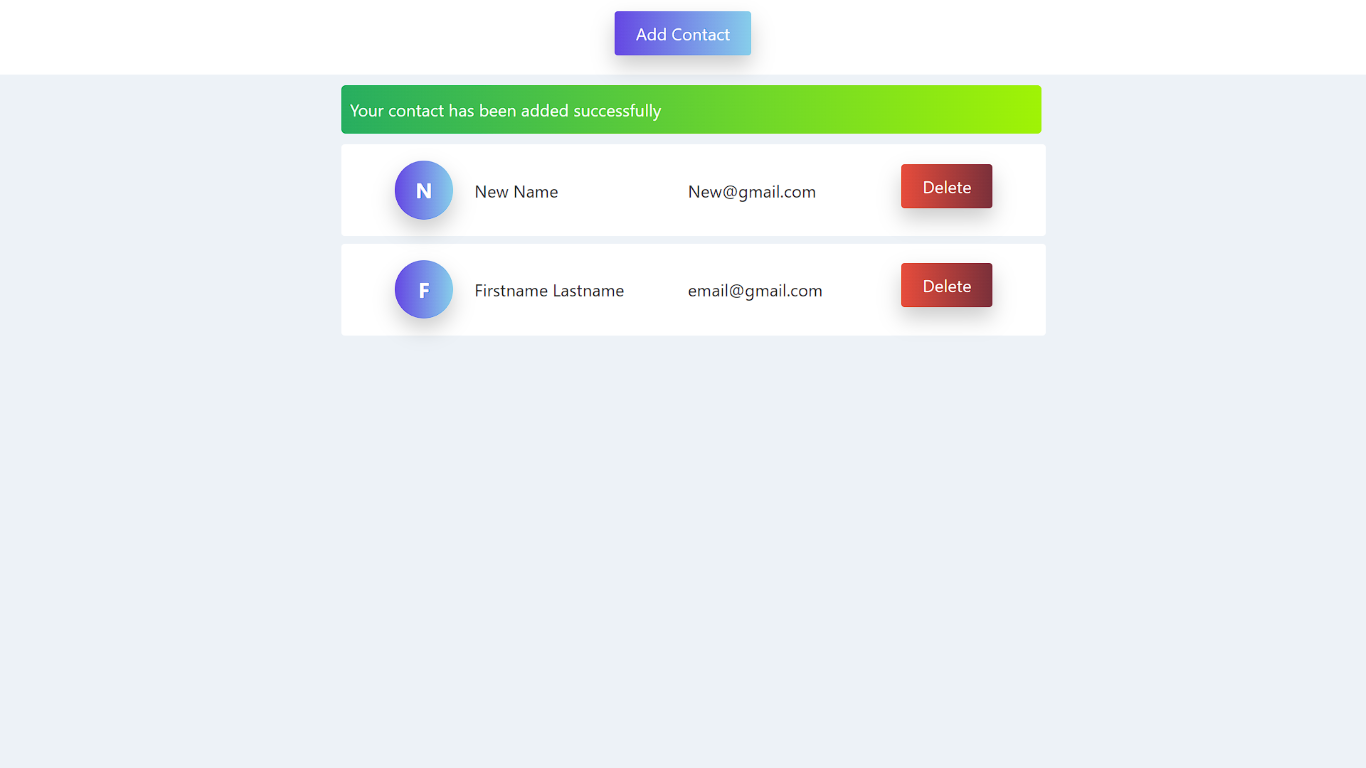 Add Contact
Your contact has been added successfully
N New Name New@gmail.com Delete
F Firstname Lastname email@gmail.com Delete